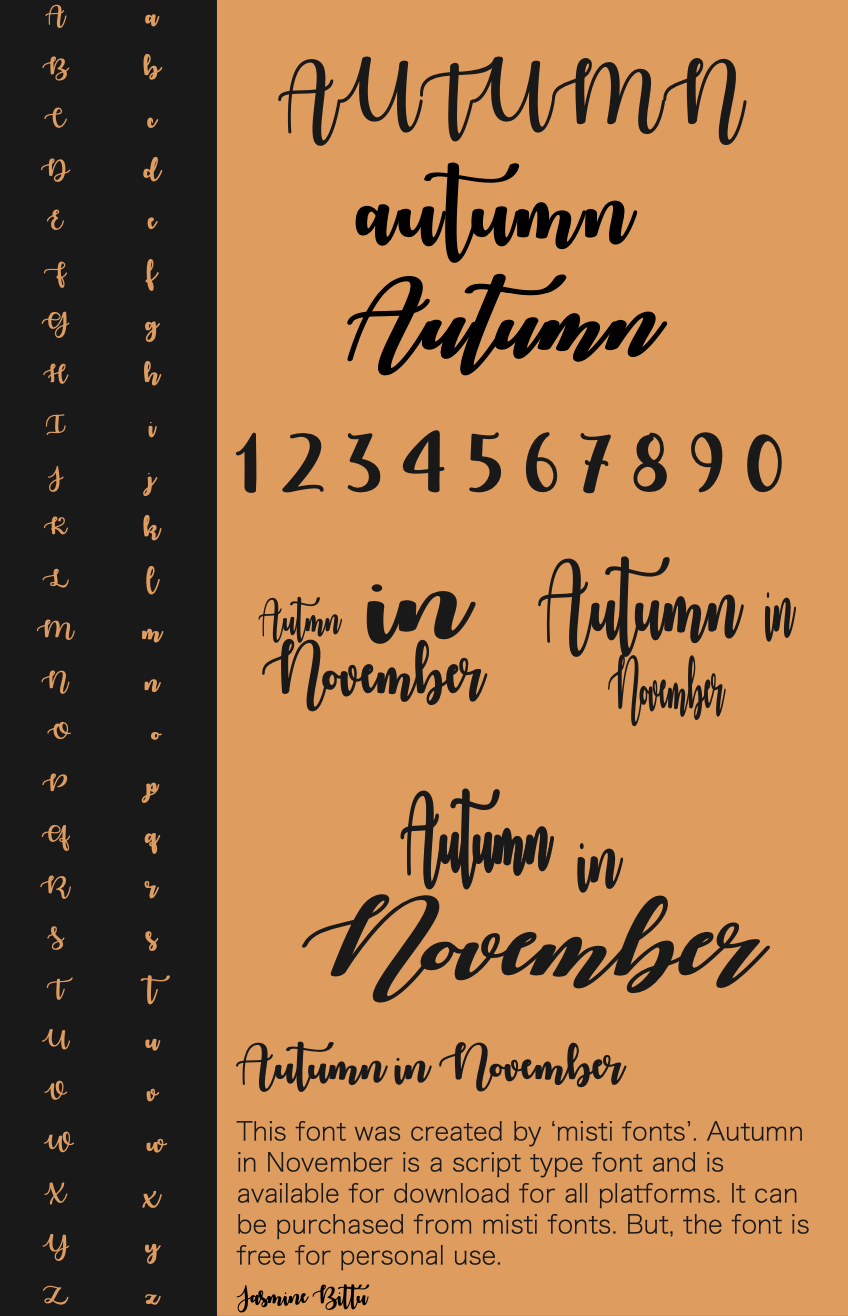 A a
B b
C c
D d
E e
F f
G g
H h
I i
J j
K k
L l
M m
N n
O o
P p
Q q
R r
S s
T t
U u
V v
W w
X x
Y y
Z z
AUTUMN
autumn
Autumn
1 2 3 4 5 6 7 8 9 0
Autmn in
November
Autumn in
November
Autumn in
November
Autumn in November
This font was created by ‘misti fonts’. Autumn
in November is a script type font and is
available for download for all platforms. It can
be purchased from misti fonts. But, the font is
free for personal use.
Jasmine Bittu